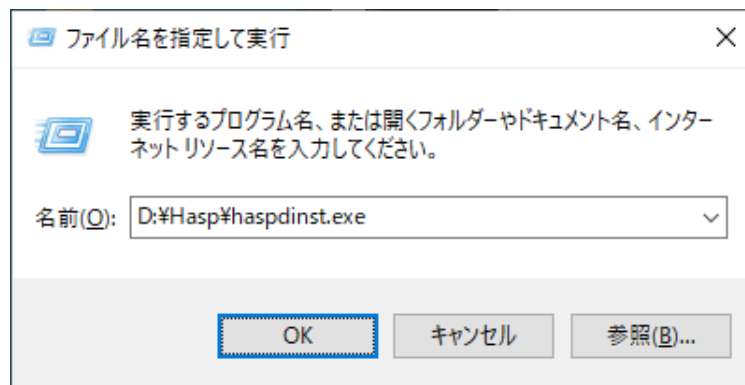 ファイル名を指定して実行
実行するプログラム名、または開くフォルダーやドキュメント名、インター
ネット リソース名を入力してください。
名前(O): D:¥Hasp¥haspdinst.exe
OK キャンセル 参照(B)...